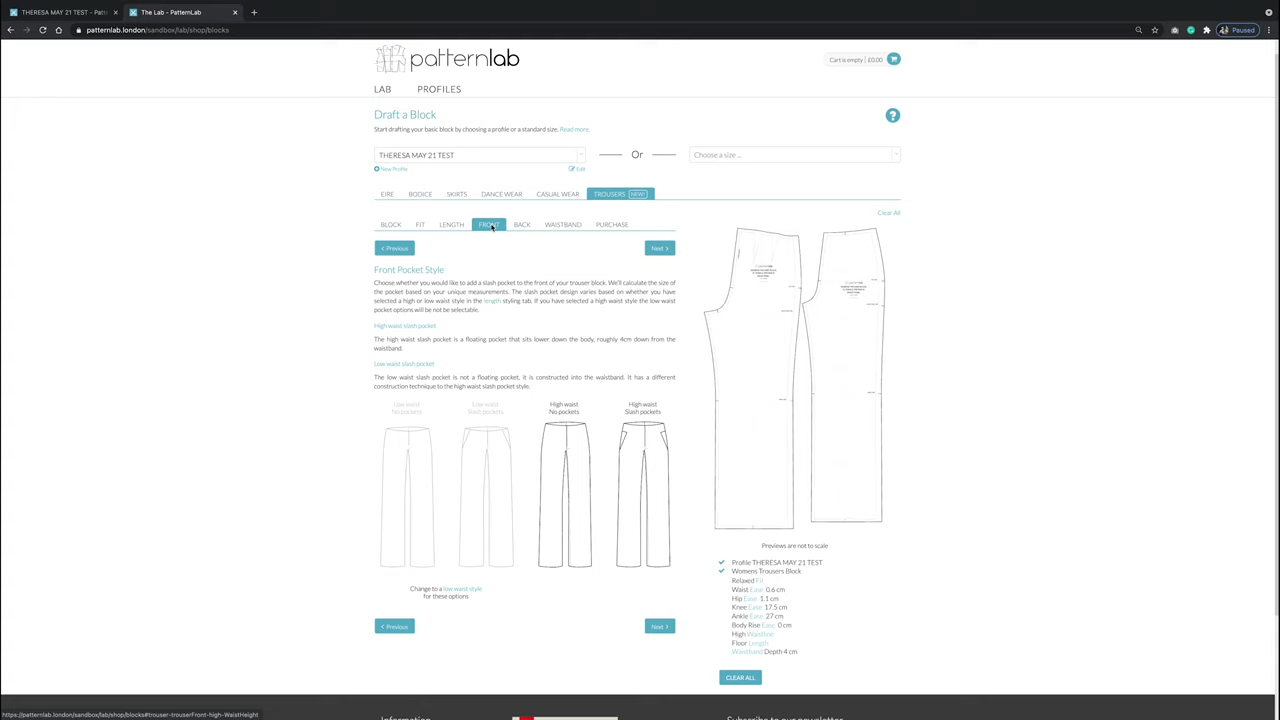 THERESA MAY 21 TEST - Patt
The Lab - PatternLab
patternlab.london/sandbox/lab/shop/blocks
Paused
patternlab
Cart is empty | £0.00
LAB
PROFILES
Draft a Block
Start drafting your basic block by choosing a profile or a standard size. Read more.
THERESA MAY 21 TEST
Or
Choose a size ...
New Profile
Edit
EIRE
BODICE
SKIRTS
DANCE WEAR
CASUAL WEAR
TROUSERS NEW!
Clear All
BLOCK
FIT
LENGTH
FRONT
BACK
WAISTBAND
PURCHASE
Previous
Next
Front Pocket Style
Choose whether you would like to add a slash pocket to the front of your trouser block. We'll calculate the size of
the pocket based on your unique measurements. The slash pocket design varies based on whether you have
selected a high or low waist style in the length styling tab. If you have selected a high waist style the low waist
pocket options will be not be selectable.
High waist slash pocket
The high waist slash pocket is a floating pocket that sits lower down the body, roughly 4cm down from the
waistband.
Low waist slash pocket
The low waist slash pocket is not a floating pocket, it is constructed into the waistband. It has a different
construction technique to the high waist slash pocket style.
Low waist
No pockets
Low waist
Slash pockets
High waist
No pockets
High waist
Slash pockets
Change to a low waist style
for these options
Previous
Next
Previews are not to scale
Profile THERESA MAY 21 TEST
Womens Trousers Block
Relaxed Fit
Waist Ease 0.6 cm
Hip Ease 1.1 cm
Knee Ease 17.5 cm
Ankle Ease 27 cm
Body Rise Ease 0 cm
High Waistline
Floor Length
Waistband Depth 4 cm
CLEAR ALL
Information
Subscribe to our newsletter
https://patternlab.london/sandbox/lab/shop/blocks#trouser-trouserFront-high-WaistHeight